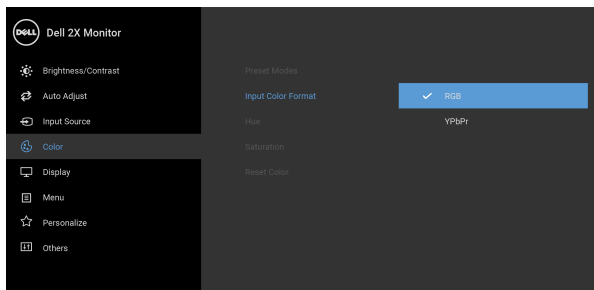 DELL
Dell 2X Monitor
Brightness/Contrast
Auto Adjust
Input Source
Color
Display
Menu
Personalize
Others
Preset Modes
Input Color Format
Hue
Saturation
Reset Color
RGB
YPbPr